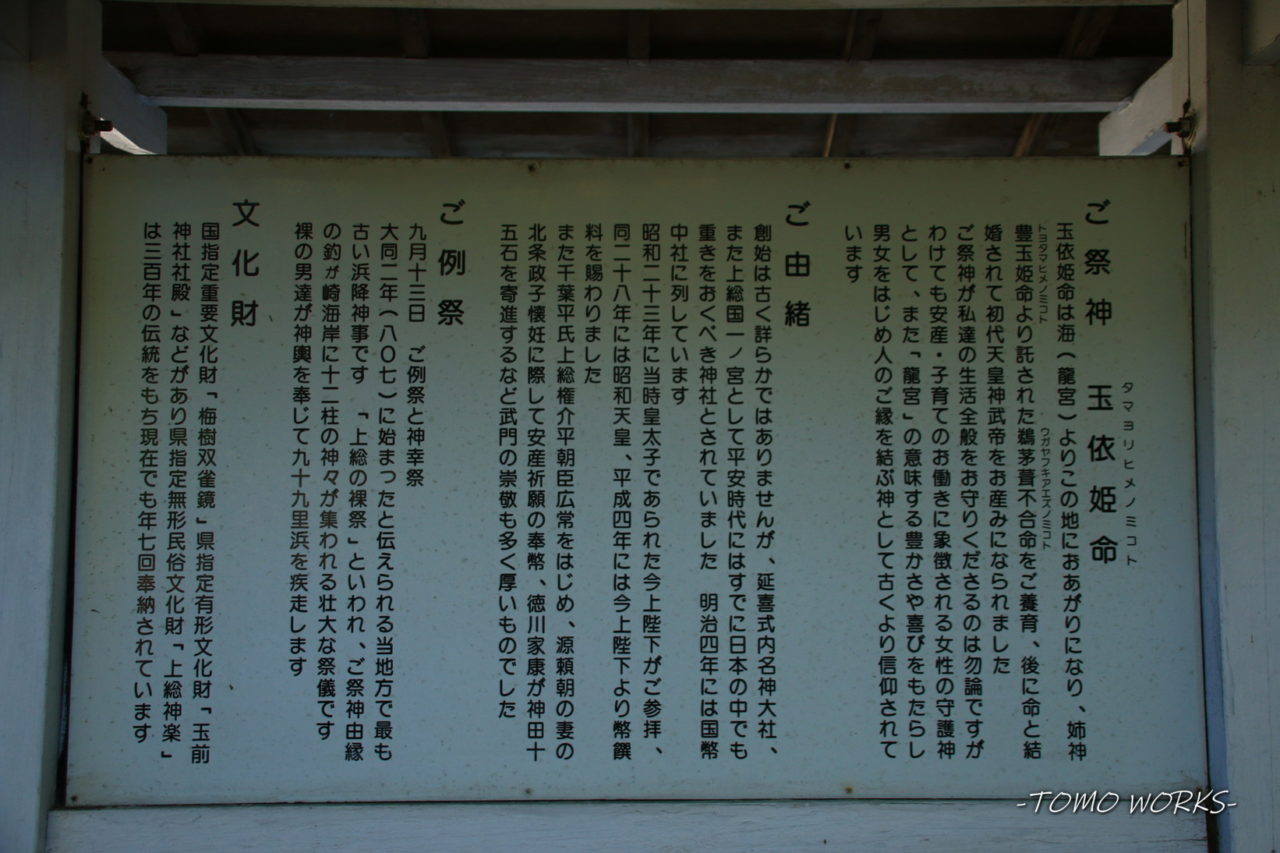 ご祭神　玉依姫命
タマヨリヒメノミコト
玉依姫命は海（龍宮）よりこの地におあがりになり、姉神
トヨタマヒメノミコト
豊玉姫命より託された鵜茅葺不合命をご養育、後に命と結
ウガヤフキアエズノミコト
婚されて初代天皇神武帝をお産みになられました
ご祭神が私達の生活全般をお守りくださるのは勿論ですが
わけても安産・子育てのお働きに象徴される女性の守護神
として、また「龍宮」の意味する豊かさや喜びをもたらし
男女をはじめ人のご縁を結ぶ神として古くより信仰されて
います
ご由緒
創始は古く詳らかではありませんが、延喜式内名神大社、
また上総国一ノ宮として平安時代にはすでに日本の中でも
重きをおくべき神社とされていました　明治四年には国幣
中社に列しています
昭和二十三年に当時皇太子であられた今上陛下がご参拝、
同二十八年には昭和天皇、平成四年には今上陛下より幣饌
料を賜わりました
また千葉平氏上総権介平朝臣広常をはじめ、源頼朝の妻の
北条政子懐妊に際して安産祈願の奉幣、徳川家康が神田十
五石を寄進するなど武門の崇敬も多く厚いものでした
ご例祭
九月十三日　ご例祭と神幸祭
大同二年（八〇七）に始まったと伝えられる当地方で最も
古い浜降神事です　「上総の裸祭」といわれ、ご祭神由縁
の釣ヶ崎海岸に十二柱の神々が集われる壮大な祭儀です
裸の男達が神輿を奉じて九十九里浜を疾走します
文化財
国指定重要文化財「梅樹双雀鏡」県指定有形文化財「玉前
神社社殿」などがあり県指定無形民俗文化財「上総神楽」
は三百年の伝統をもち現在でも年七回奉納されています
-TOMO WORKS-